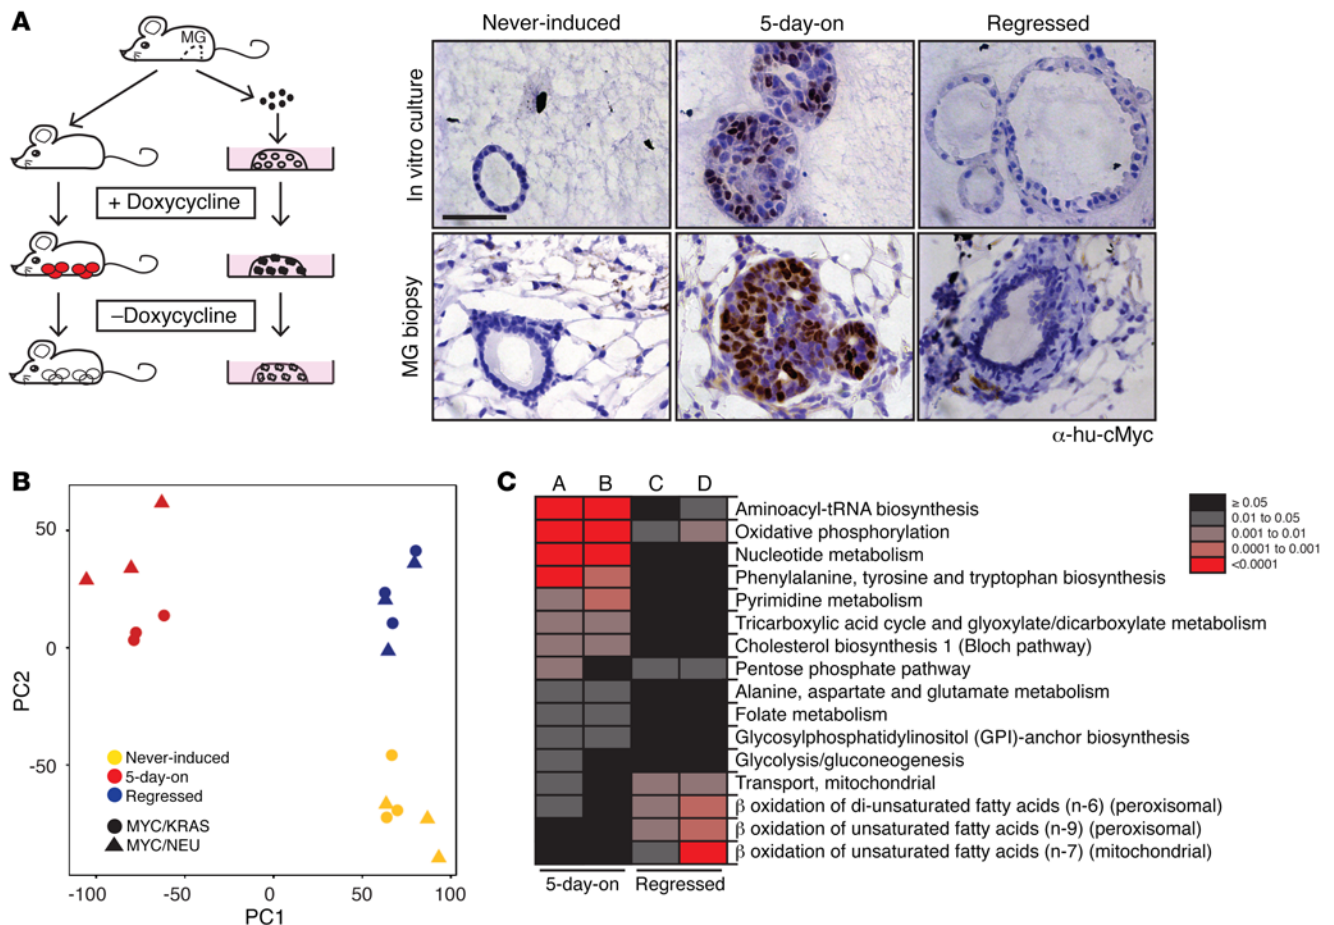 A
MG
+ Doxycycline
–Doxycycline
Never-induced
5-day-on
Regressed
In vitro culture
MG biopsy
α-hu-cMyc
B
PC2
50
0
-50
-100
-50
0
50
100
PC1
Never-induced
5-day-on
Regressed
MYC/KRAS
MYC/NEU
C
A B C D
Aminoacyl-tRNA biosynthesis
Oxidative phosphorylation
Nucleotide metabolism
Phenylalanine, tyrosine and tryptophan biosynthesis
Pyrimidine metabolism
Tricarboxylic acid cycle and glyoxylate/dicarboxylate metabolism
Cholesterol biosynthesis 1 (Bloch pathway)
Pentose phosphate pathway
Alanine, aspartate and glutamate metabolism
Folate metabolism
Glycosylphosphatidylinositol (GPI)-anchor biosynthesis
Glycolysis/gluconeogenesis
Transport, mitochondrial
β oxidation of di-unsaturated fatty acids (n-6) (peroxisomal)
β oxidation of unsaturated fatty acids (n-9) (peroxisomal)
β oxidation of unsaturated fatty acids (n-7) (mitochondrial)
5-day-on
Regressed
≥ 0.05
0.01 to 0.05
0.001 to 0.01
0.0001 to 0.001
<0.0001